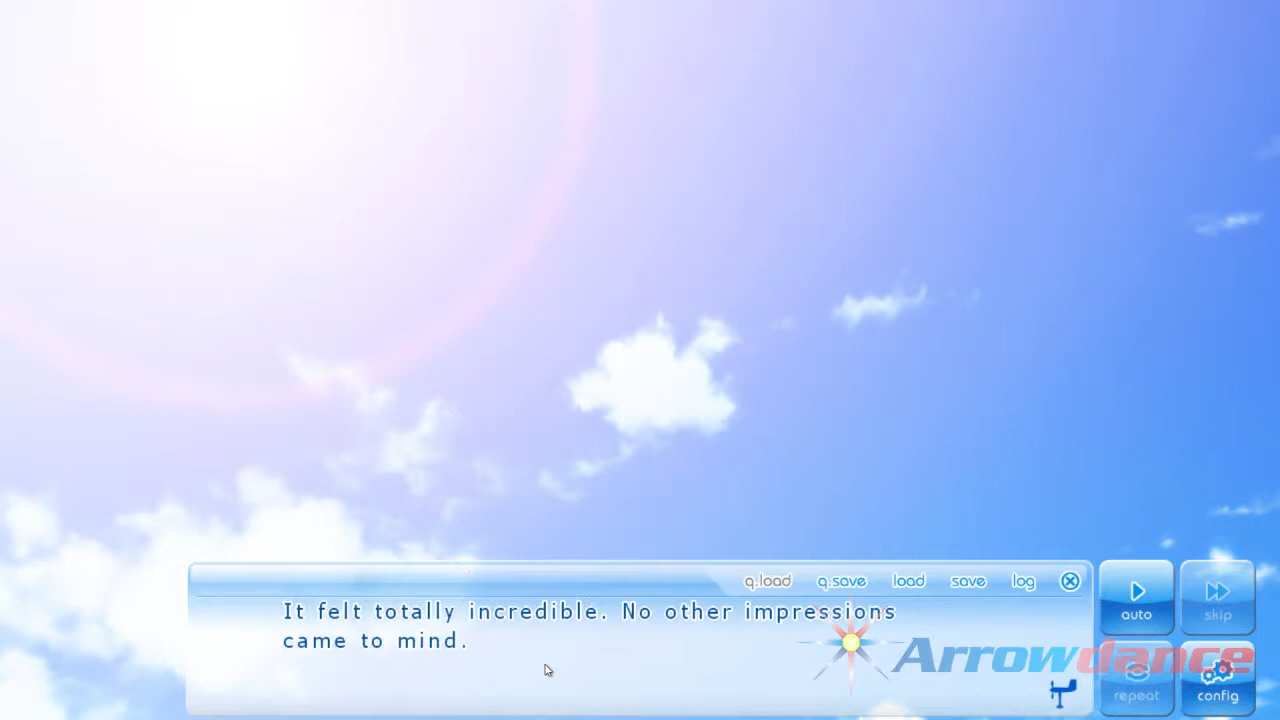 q.load q.save load save log
It felt totally incredible. No other impressions
came to mind.
auto skip
Arrowdance
repeat config